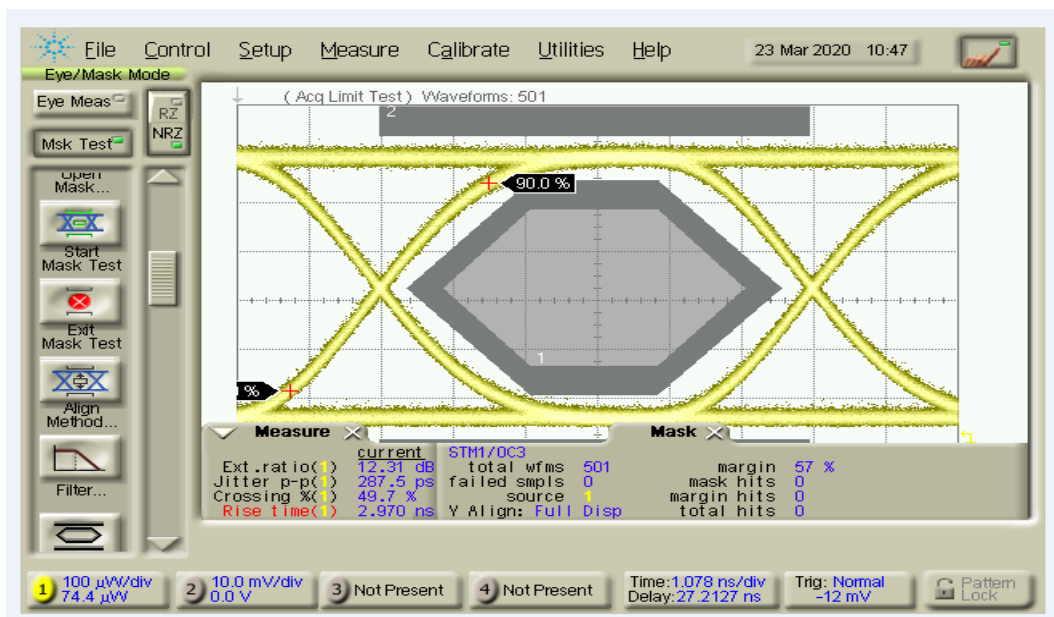 File Control Setup Measure Calibrate Utilities Help 23 Mar 2020 10:47
Eye/Mask Mode
Eye Meas
RZ
NRZ
Msk Test
Open
Mask...
Start
Mask Test
Exit
Mask Test
Align
Method...
Filter...
( Acq Limit Test ) Waveforms: 501
2
90.0 %
1
%
Measure
Mask
current
Ext.ratio(1) 12.31 dB
Jitter p-p(1) 287.5 ps
Crossing %(1) 49.7 %
Rise time(1) 2.970 ns
STM1/OC3
total wfms 501 margin 57 %
failed smpls 0 mask hits 0
source 1 margin hits 0
Y Align: Full Disp total hits 0
1
1 100 µW/div
74.4 µW
2 10.0 mV/div
0.0 V
3 Not Present
4 Not Present
Time:1.078 ns/div
Delay:27.2127 ns
Trig: Normal
-12 mV
Pattern
Lock